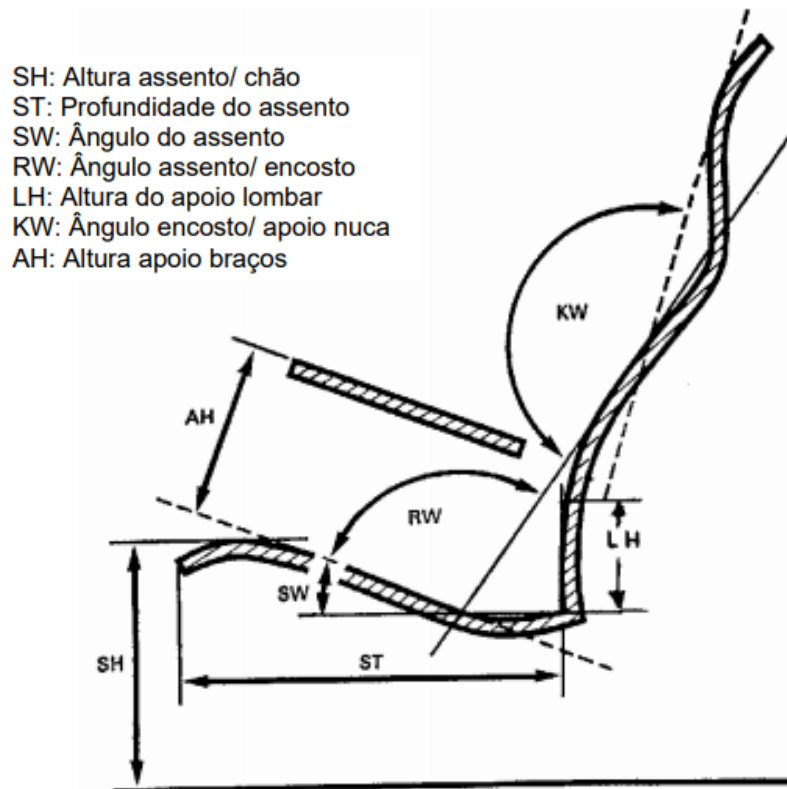 SH: Altura assento/ chão
ST: Profundidade do assento
SW: Ângulo do assento
RW: Ângulo assento/ encosto
LH: Altura do apoio lombar
KW: Ângulo encosto/ apoio nuca
AH: Altura apoio braços
KW
AH
RW
LH
SW
SH
ST